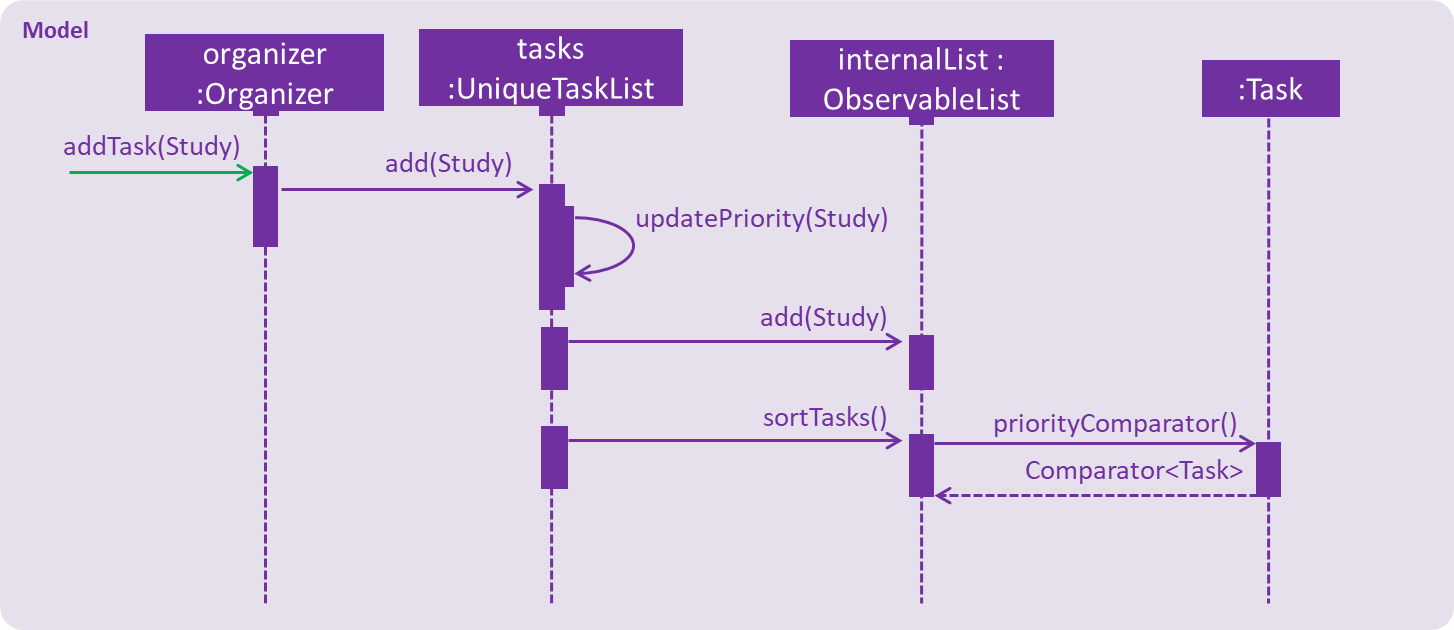 Model
organizer
:Organizer
tasks
:UniqueTaskList
internalList :
ObservableList
:Task
addTask(Study)
add(Study)
updatePriority(Study)
add(Study)
sortTasks()
priorityComparator()
Comparator<Task>